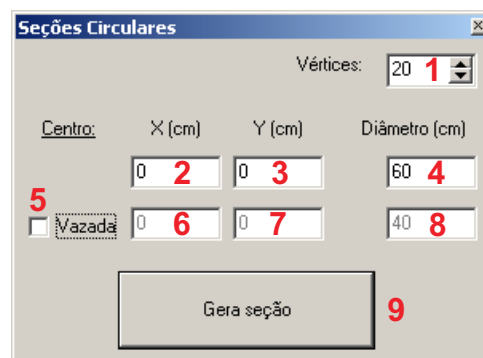 Seções Circulares
Vértices: 20 1
Centro: X (cm) Y (cm) Diâmetro (cm)
0 2 0 3 60 4
5
Vazada 0 6 0 7 40 8
Gera seção 9